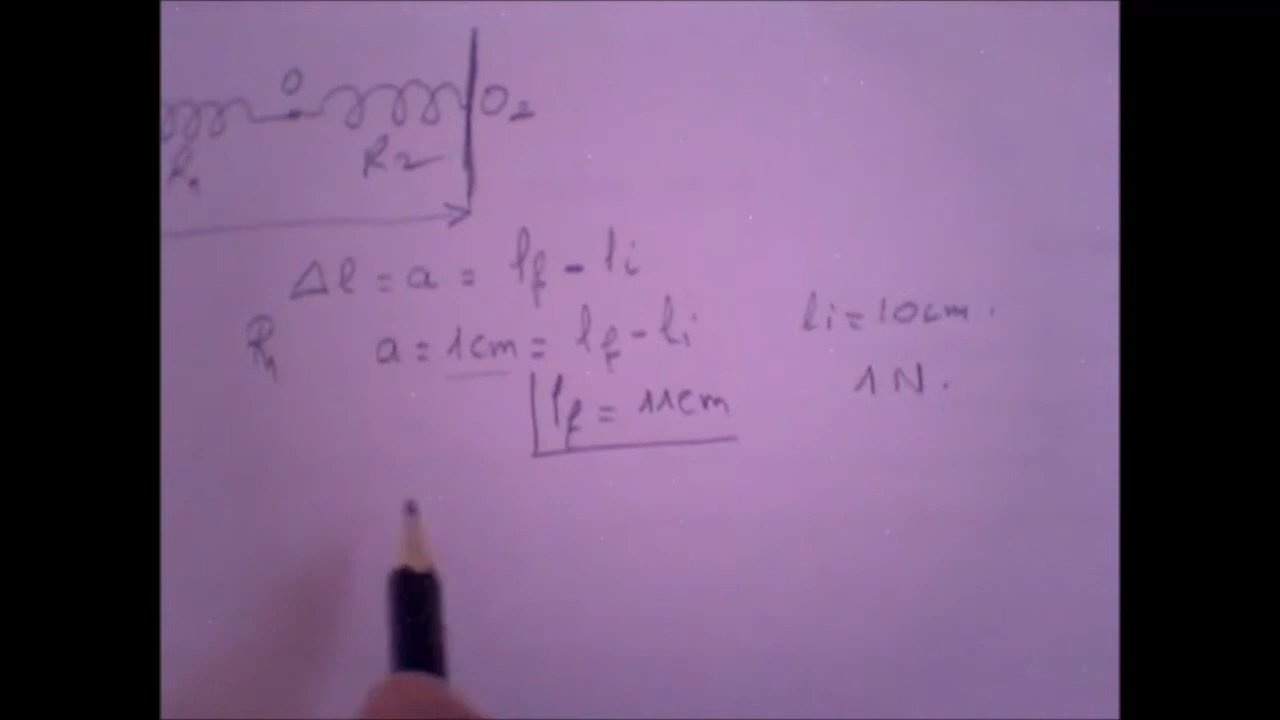 O O₂
R₁ R2
Δl = a = lf - li
R₁ a = 1cm = lf - li li = 10cm.
lf = 11cm 1N.